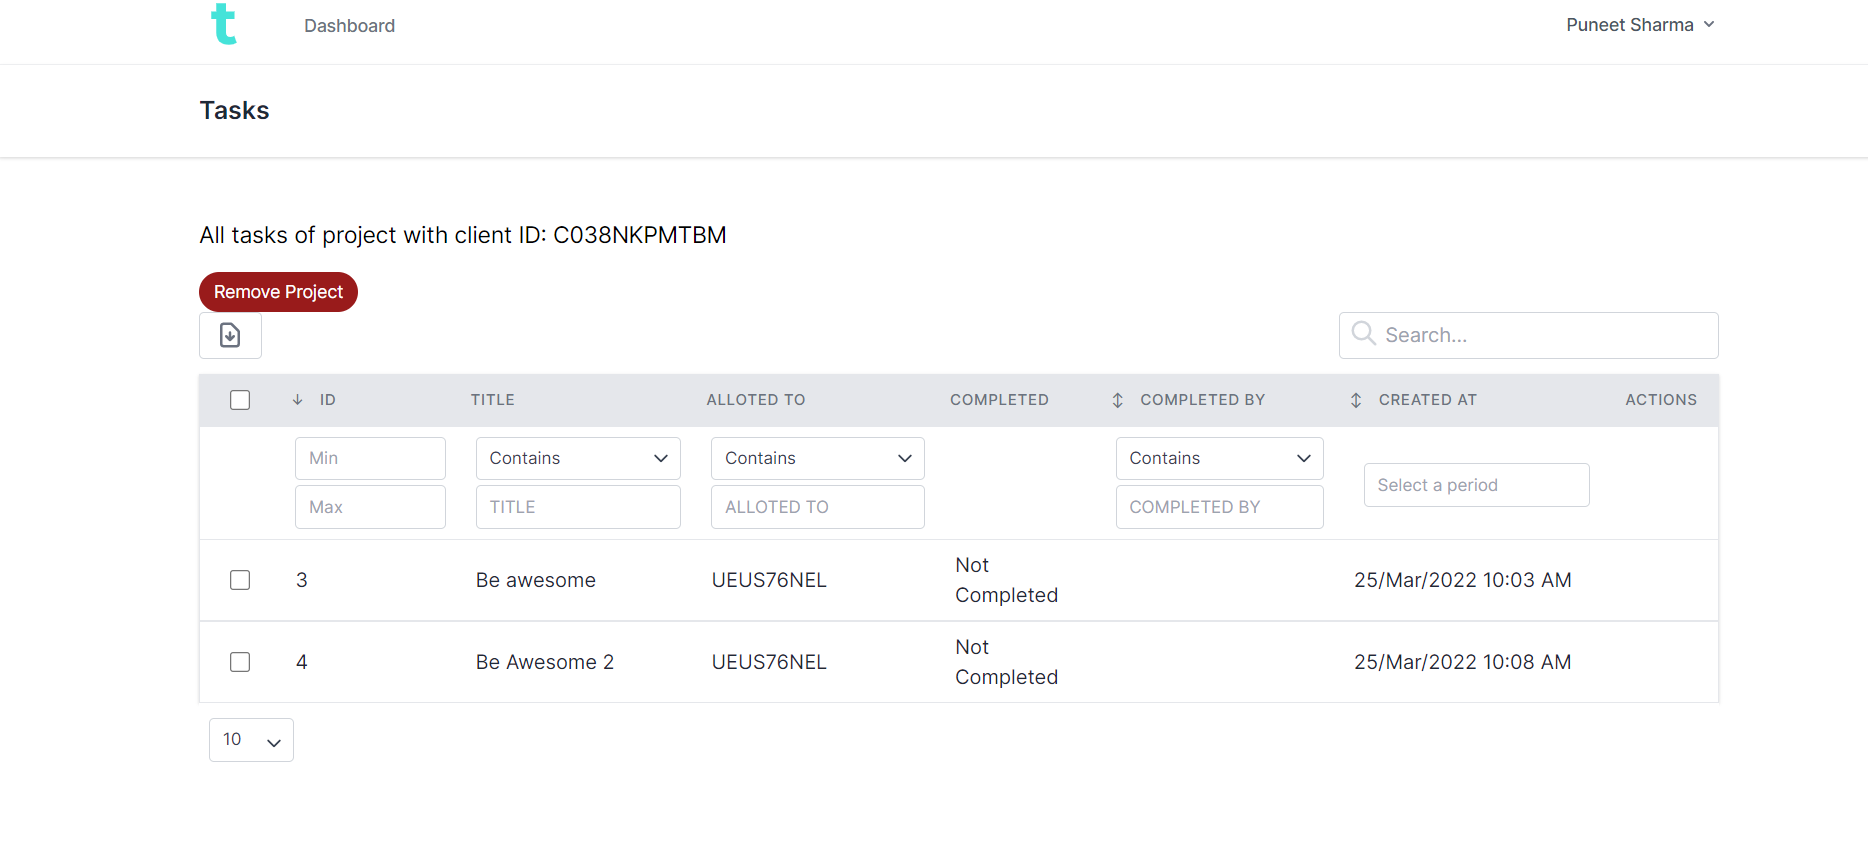 t Dashboard Puneet Sharma
Tasks
All tasks of project with client ID: C038NKPMTBM
Remove Project
Search...
ID TITLE ALLOTED TO COMPLETED COMPLETED BY CREATED AT ACTIONS
Min Contains Contains Contains
Select a period
Max TITLE ALLOTED TO COMPLETED BY
3 Be awesome UEUS76NEL Not Completed 25/Mar/2022 10:03 AM
4 Be Awesome 2 UEUS76NEL Not Completed 25/Mar/2022 10:08 AM
10